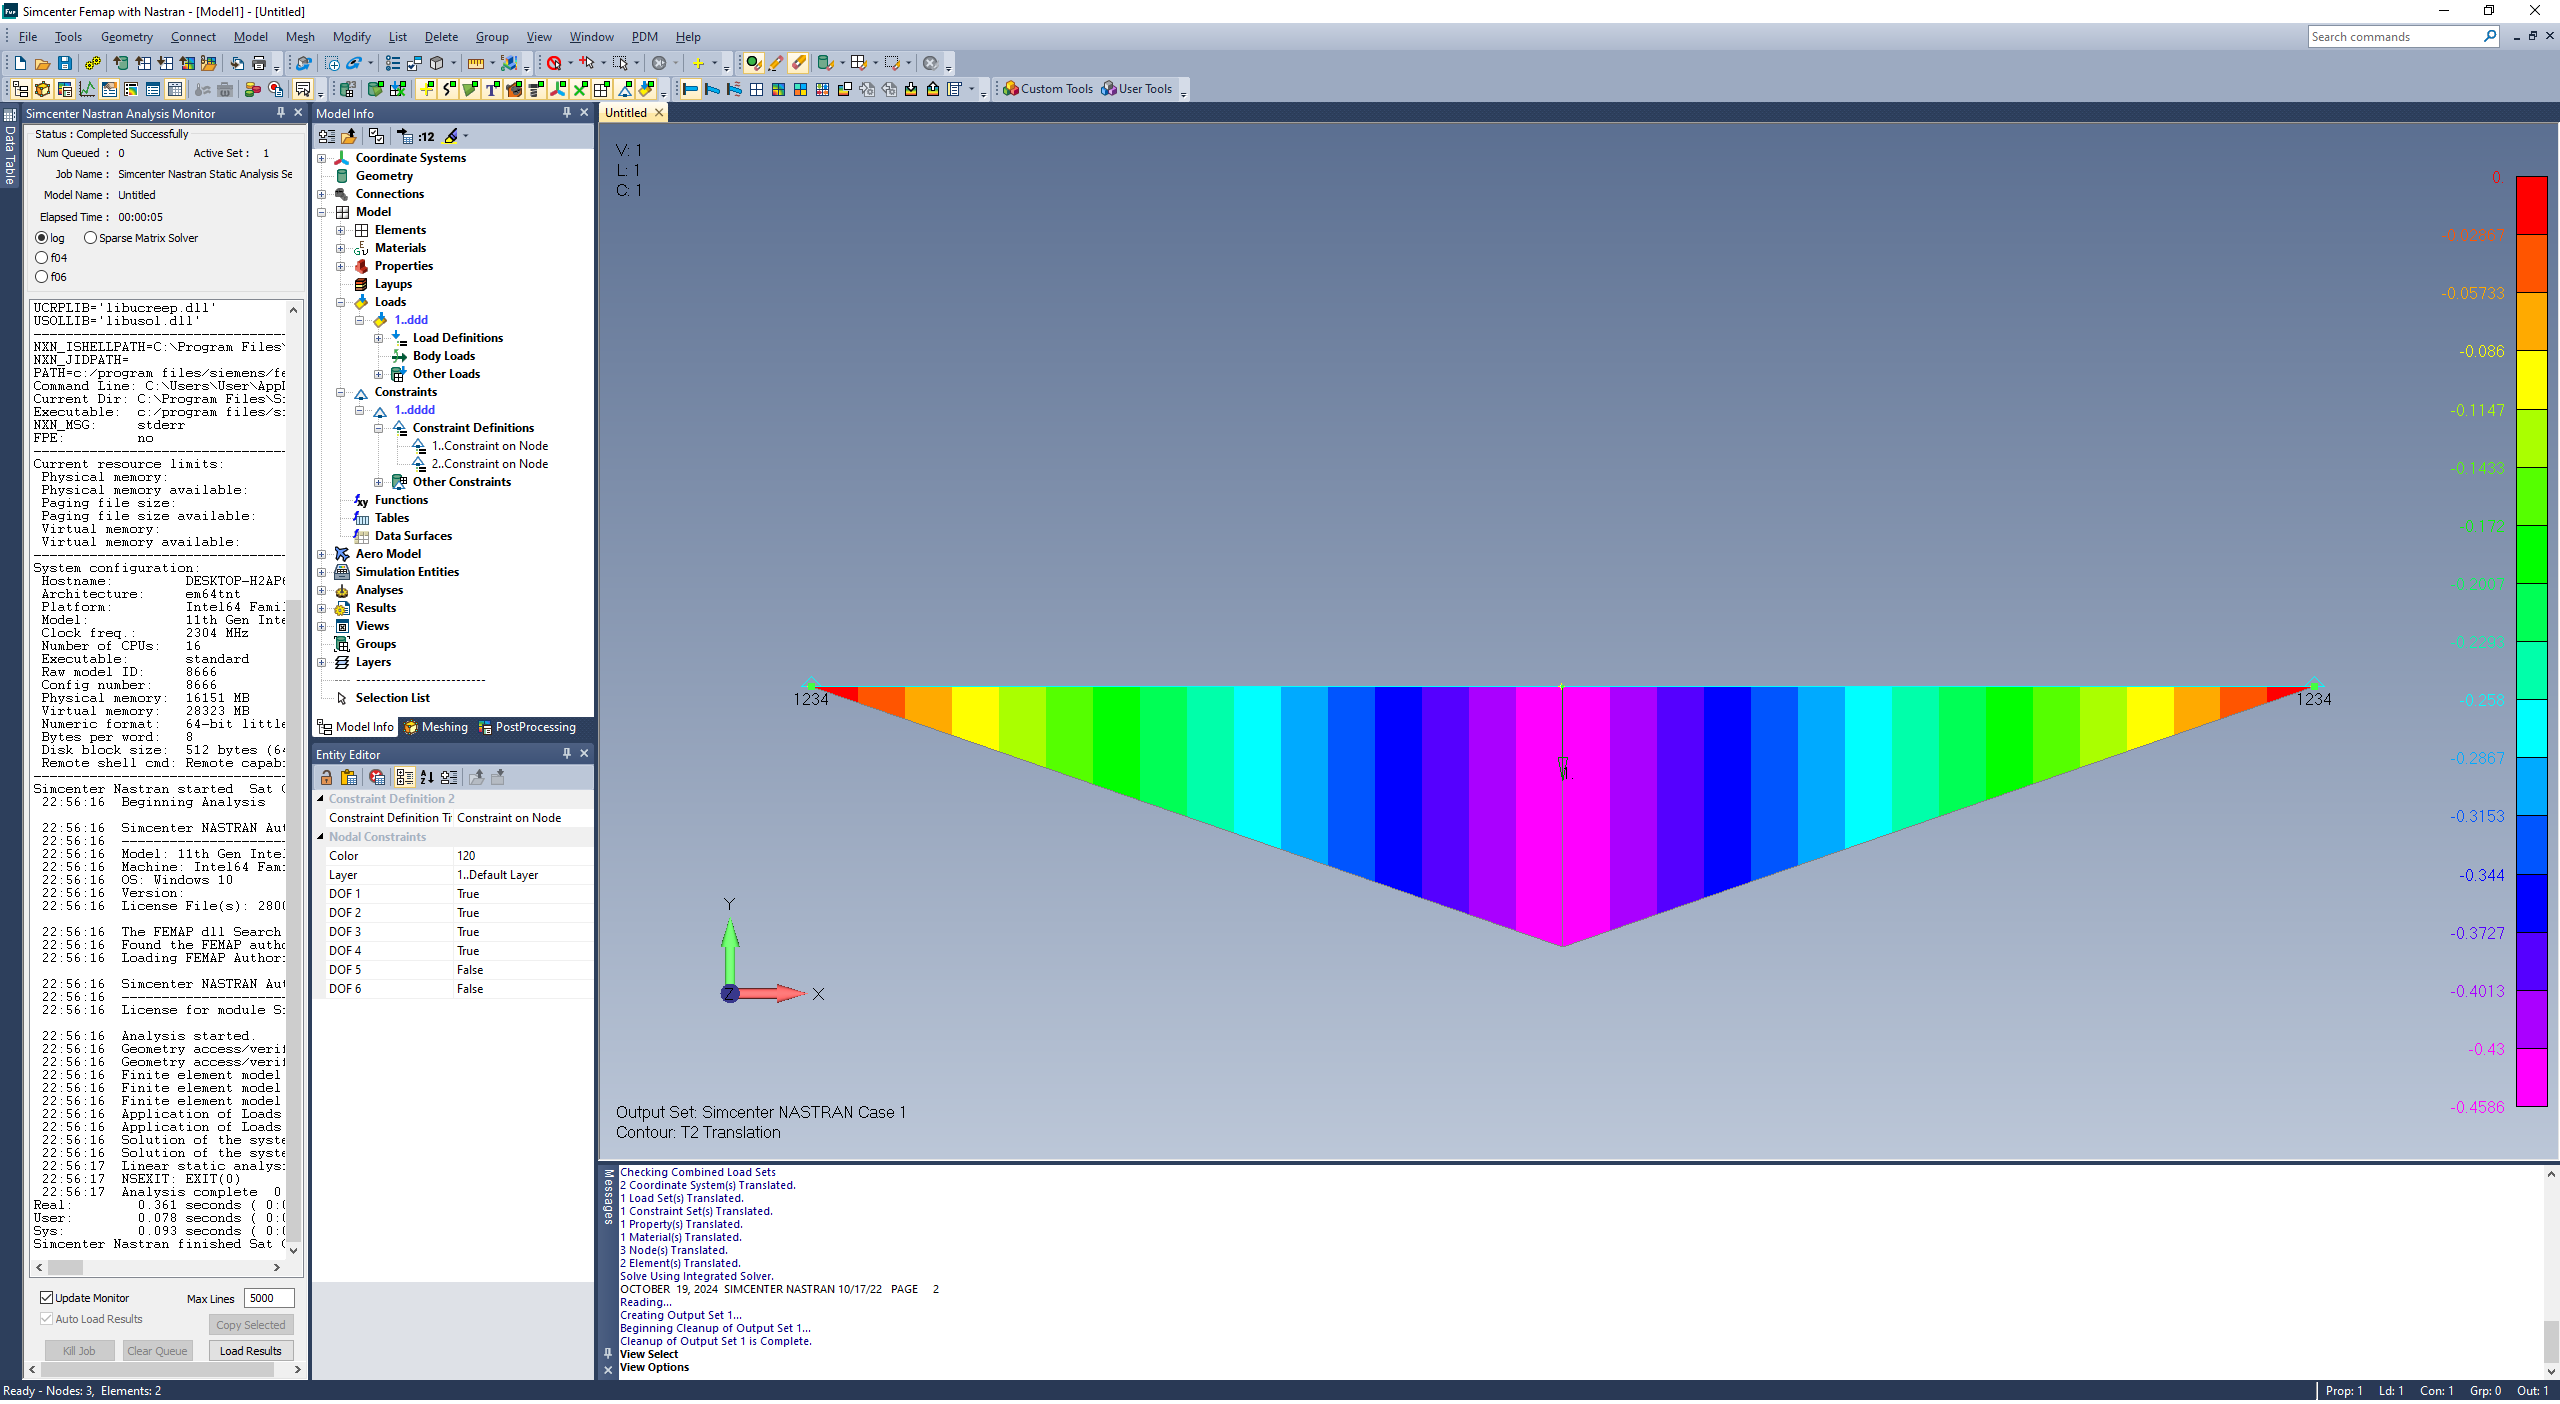 Simcenter Femap with Nastran - [Model1] - [Untitled]
File Tools Geometry Connect Model Mesh Modify List Delete Group View Window PDM Help
Search commands
Custom Tools User Tools
Data Table
Simcenter Nastran Analysis Monitor
Status : Completed Successfully
Num Queued : 0 Active Set : 1
Job Name : Simcenter Nastran Static Analysis Se
Model Name : Untitled
Elapsed Time : 00:00:05
log Sparse Matrix Solver
f04
f06
UCRPLIB='libucreep.dll'
USOLLIB='libusol.dll'
NXN_ISHELLPATH=C:\Program Files\
NXN_JIDPATH=
PATH=c:/program files/siemens/fe
Command Line: C:\Users\User\App
Current Dir: C:\Program Files\S
Executable: c:/program files/si
NXN_MSG: stderr
FPE: no
Current resource limits:
Physical memory:
Physical memory available:
Paging file size:
Paging file size available:
Virtual memory:
Virtual memory available:
System configuration:
Hostname: DESKTOP-H2AP6
Architecture: em64tnt
Platform: Intel64 Famil
Model: 11th Gen Inte
Clock freq.: 2304 MHz
Number of CPUs: 16
Executable: standard
Raw model ID: 8666
Config number: 8666
Physical memory: 16151 MB
Virtual memory: 28323 MB
Numeric format: 64-bit little
Bytes per word: 8
Disk block size: 512 bytes (64
Remote shell cmd: Remote capab
Simcenter Nastran started Sat
22:56:16 Beginning Analysis
22:56:16 Simcenter NASTRAN Aut
22:56:16
22:56:16 Model: 11th Gen Intel
22:56:16 Machine: Intel64 Fami
22:56:16 OS: Windows 10
22:56:16 Version:
22:56:16 License File(s): 2800
22:56:16 The FEMAP dll Search
22:56:16 Found the FEMAP autho
22:56:16 Loading FEMAP Author
22:56:16 Simcenter NASTRAN Aut
22:56:16
22:56:16 License for module S
22:56:16 Analysis started.
22:56:16 Geometry access/verif
22:56:16 Geometry access/verif
22:56:16 Finite element model
22:56:16 Finite element model
22:56:16 Finite element model
22:56:16 Application of Loads
22:56:16 Application of Loads
22:56:16 Solution of the syste
22:56:16 Solution of the syste
22:56:17 Linear static analys
22:56:17 NSEXIT: EXIT(0)
22:56:17 Analysis complete 0
Real: 0.361 seconds ( 0:0
User: 0.078 seconds ( 0:0
Sys: 0.093 seconds ( 0:0
Simcenter Nastran finished Sat
Update Monitor Max Lines 5000
Auto Load Results
Copy Selected
Kill Job Clear Queue Load Results
Model Info
:12
Coordinate Systems
Geometry
Connections
Model
Elements
Materials
Properties
Layups
Loads
1..ddd
Load Definitions
Body Loads
Other Loads
Constraints
1..dddd
Constraint Definitions
1..Constraint on Node
2..Constraint on Node
Other Constraints
Functions
Tables
Data Surfaces
Aero Model
Simulation Entities
Analyses
Results
Views
Groups
Layers
Selection List
Model Info Meshing PostProcessing
Entity Editor
Constraint Definition 2
Constraint Definition Ti Constraint on Node
Nodal Constraints
Color 120
Layer 1..Default Layer
DOF 1 True
DOF 2 True
DOF 3 True
DOF 4 True
DOF 5 False
DOF 6 False
Untitled
V: 1
L: 1
C: 1
1234
1234
1.
Y
Z
X
0.
-0.02867
-0.05733
-0.086
-0.1147
-0.1433
-0.172
-0.2007
-0.2293
-0.258
-0.2867
-0.3153
-0.344
-0.3727
-0.4013
-0.43
-0.4586
Output Set: Simcenter NASTRAN Case 1
Contour: T2 Translation
Messages
Checking Combined Load Sets
2 Coordinate System(s) Translated.
1 Load Set(s) Translated.
1 Constraint Set(s) Translated.
1 Property(s) Translated.
1 Material(s) Translated.
3 Node(s) Translated.
2 Element(s) Translated.
Solve Using Integrated Solver.
OCTOBER 19, 2024 SIMCENTER NASTRAN 10/17/22 PAGE 2
Reading...
Creating Output Set 1...
Beginning Cleanup of Output Set 1...
Cleanup of Output Set 1 is Complete.
View Select
View Options
Ready - Nodes: 3, Elements: 2
Prop: 1 Ld: 1 Con: 1 Grp: 0 Out: 1